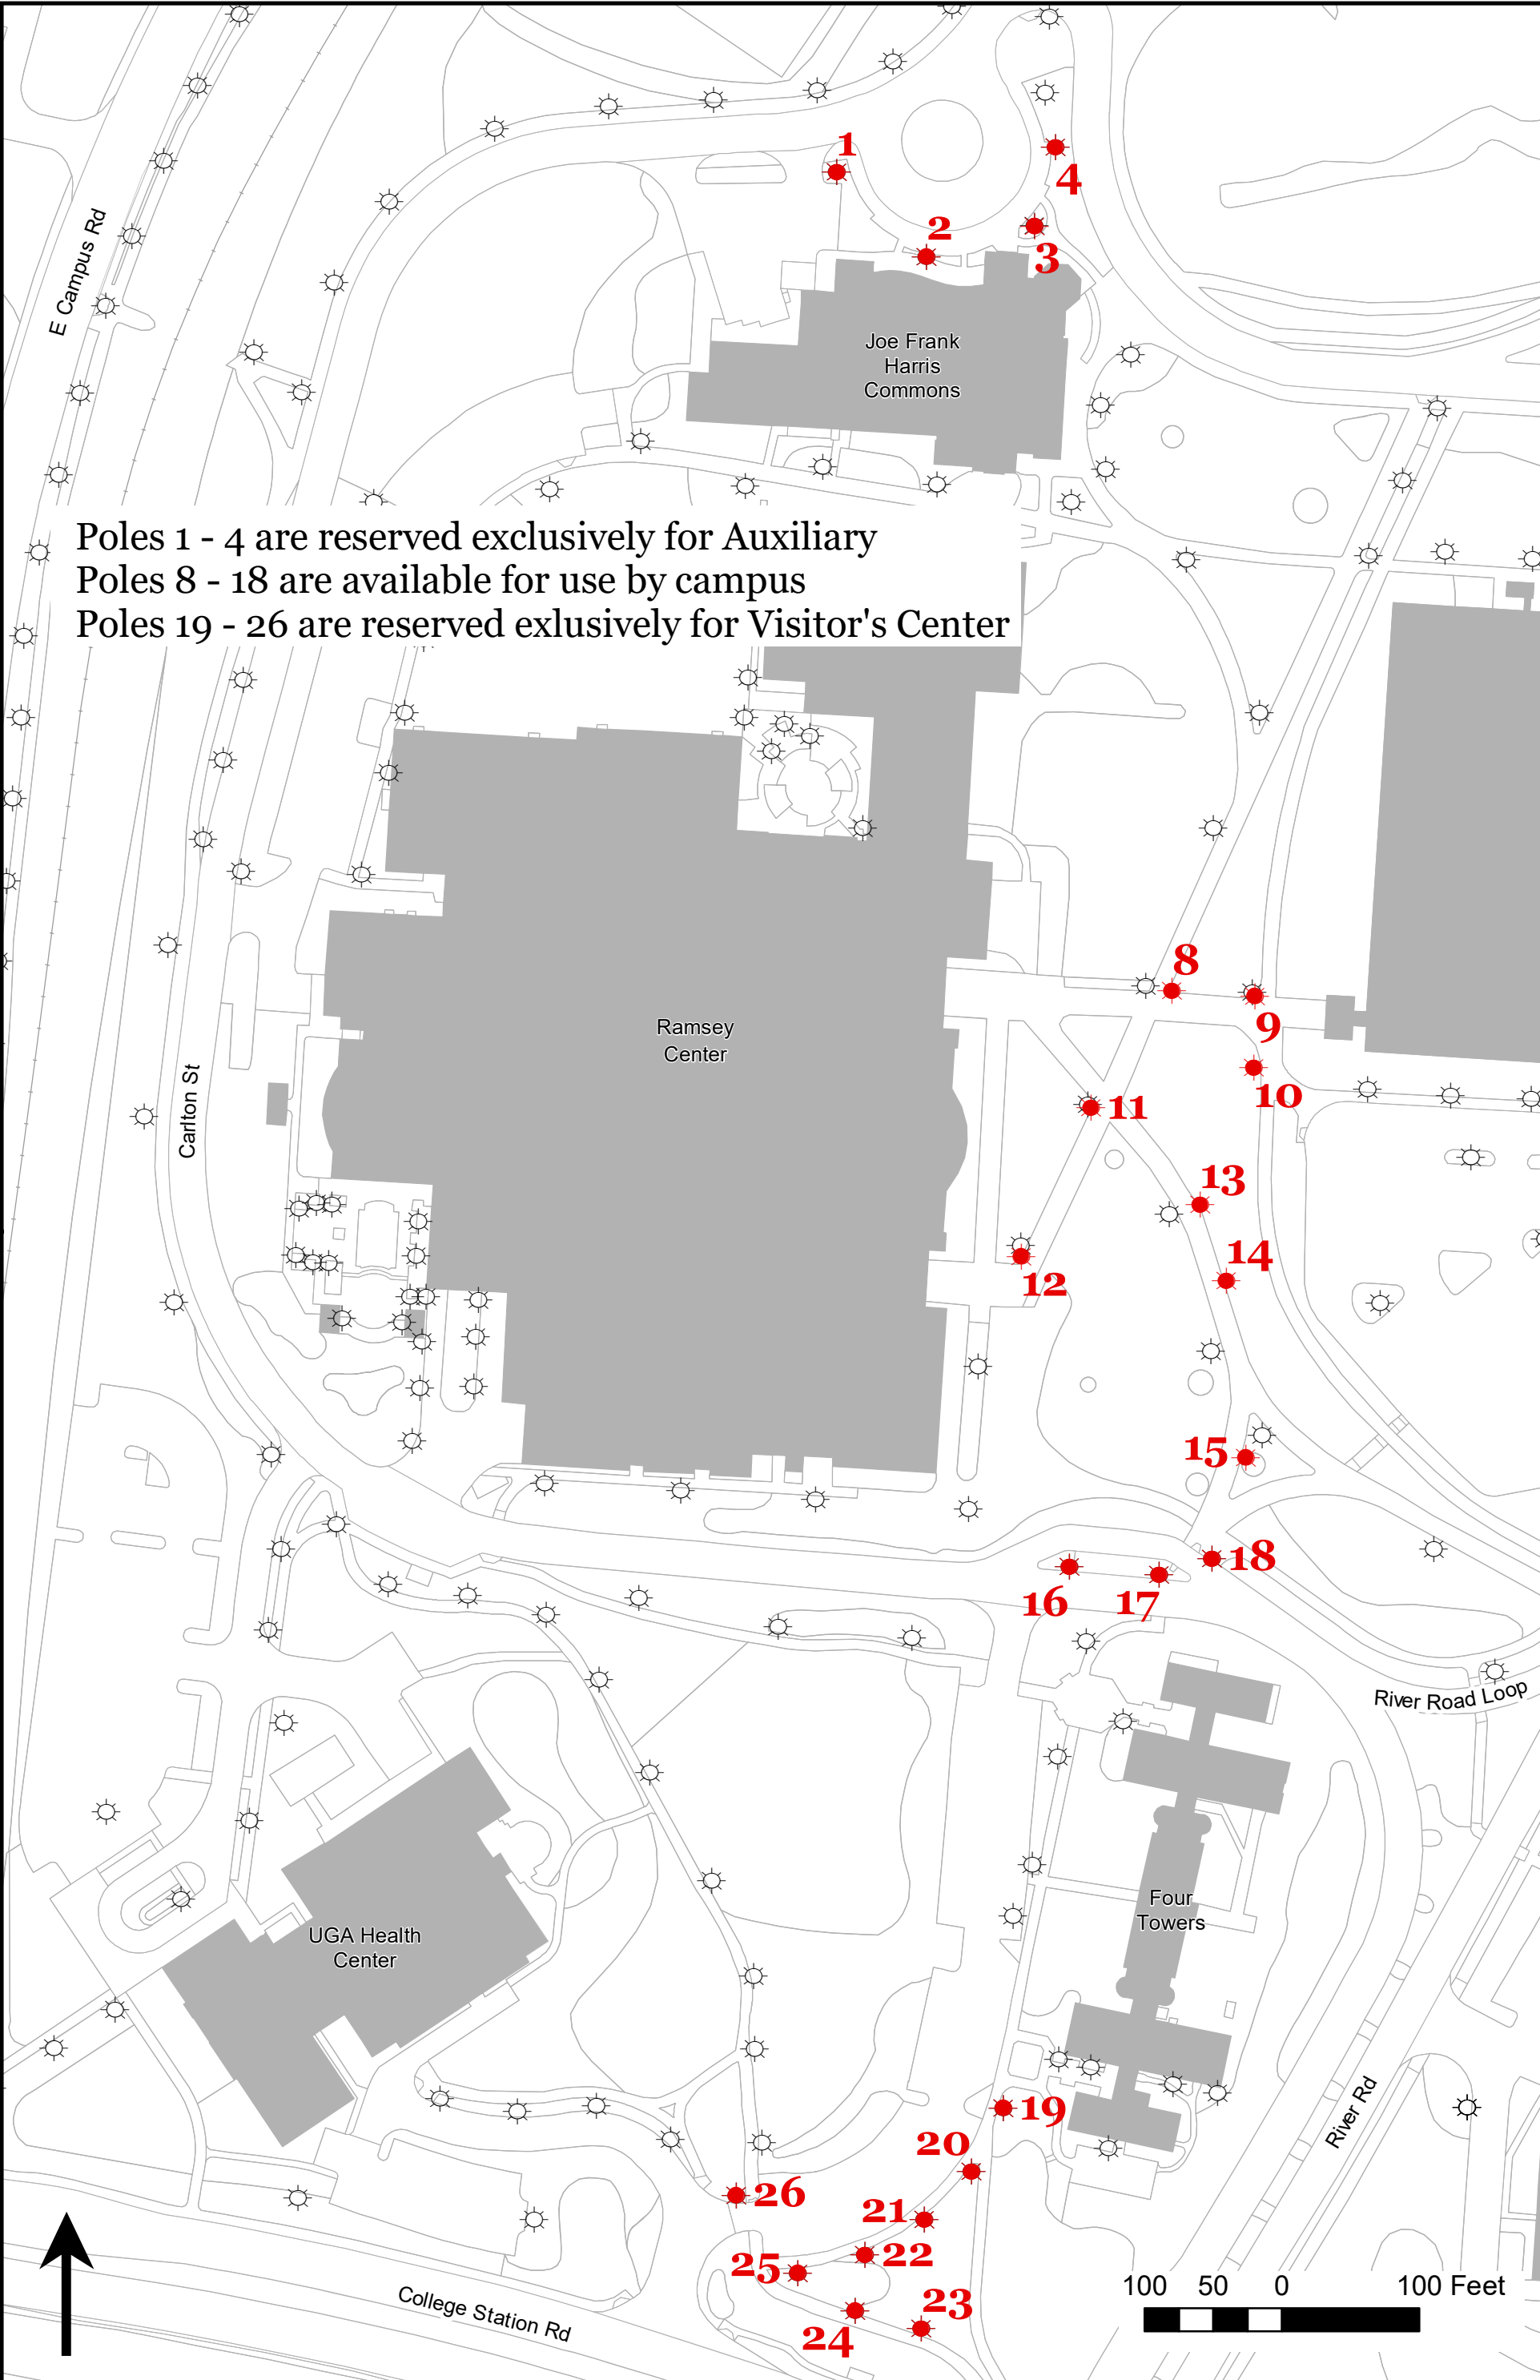 1
4
2
3
E Campus Rd
Joe Frank
Harris
Commons
Poles 1 - 4 are reserved exclusively for Auxiliary
Poles 8 - 18 are available for use by campus
Poles 19 - 26 are reserved exlusively for Visitor's Center
8
9
Ramsey
Center
10
11
Carlton St
13
14
12
15
18
16
17
River Road Loop
Four
Towers
UGA Health
Center
19
River Rd
20
26
21
22
25
23
24
College Station Rd
100 50 0 100 Feet